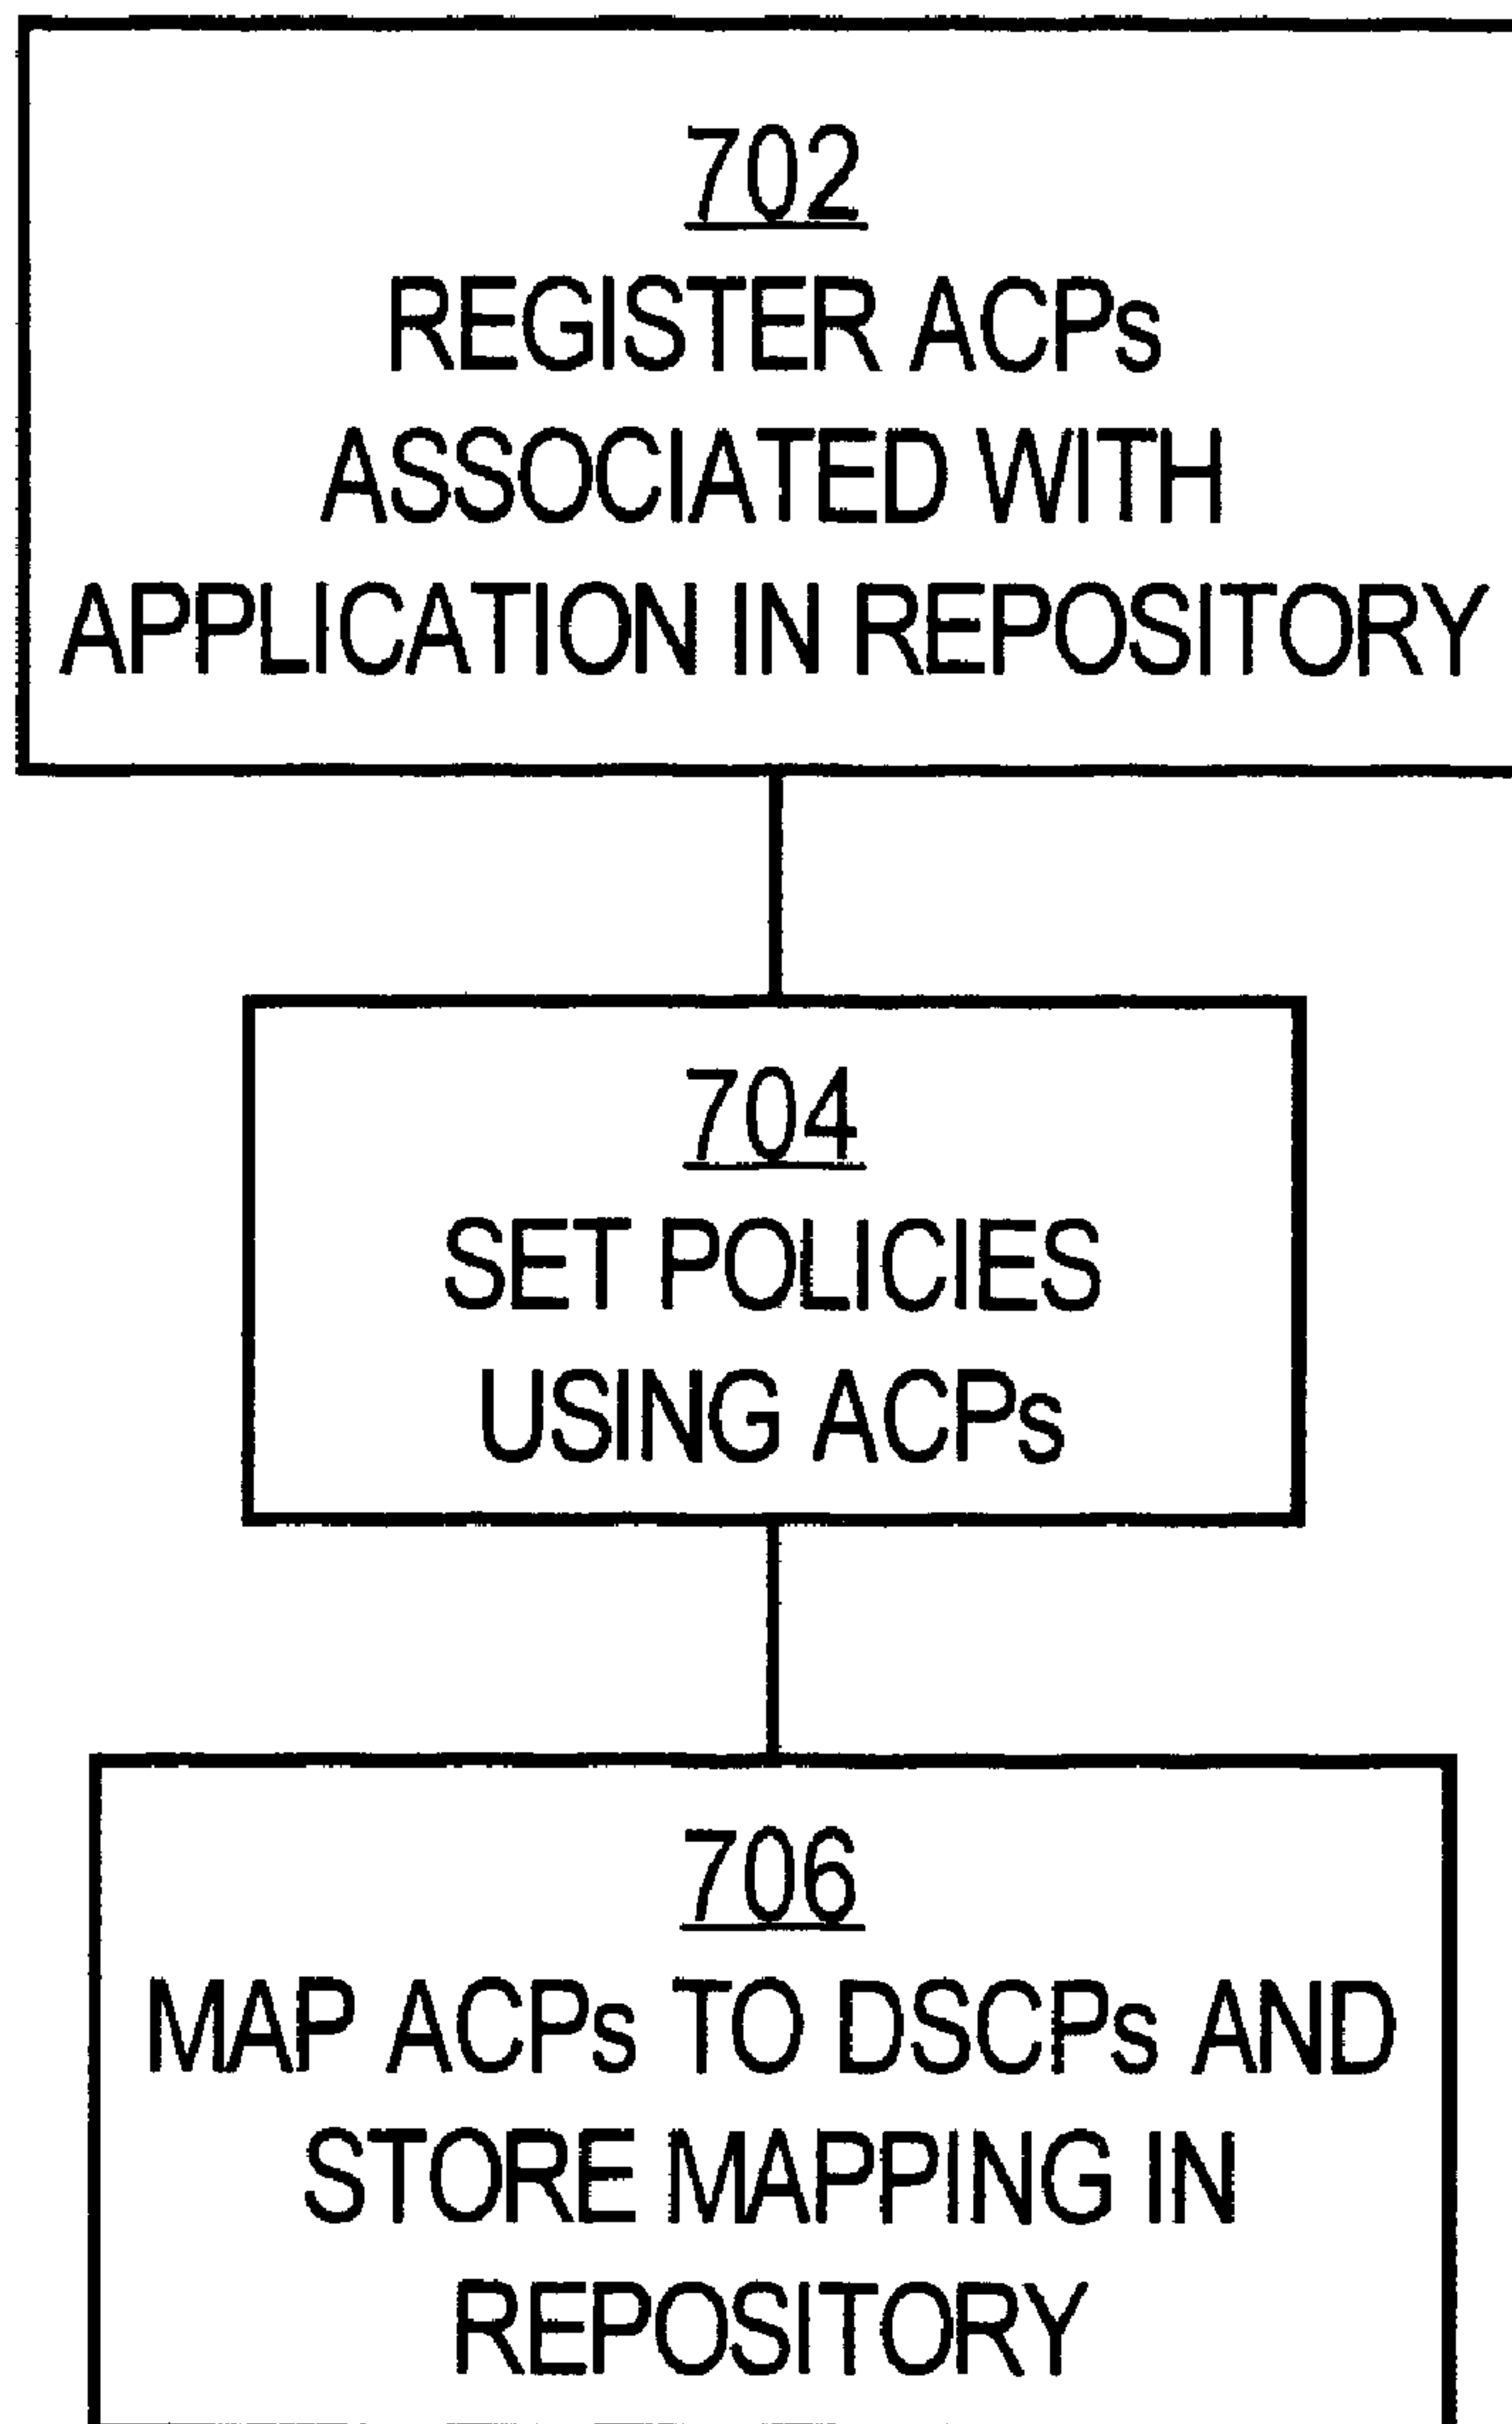 702
REGISTER ACPs
ASSOCIATED WITH
APPLICATION IN REPOSITORY
704
SET POLICIES
USING ACPs
706
MAP ACPs TO DSCPs AND
STORE MAPPING IN
REPOSITORY